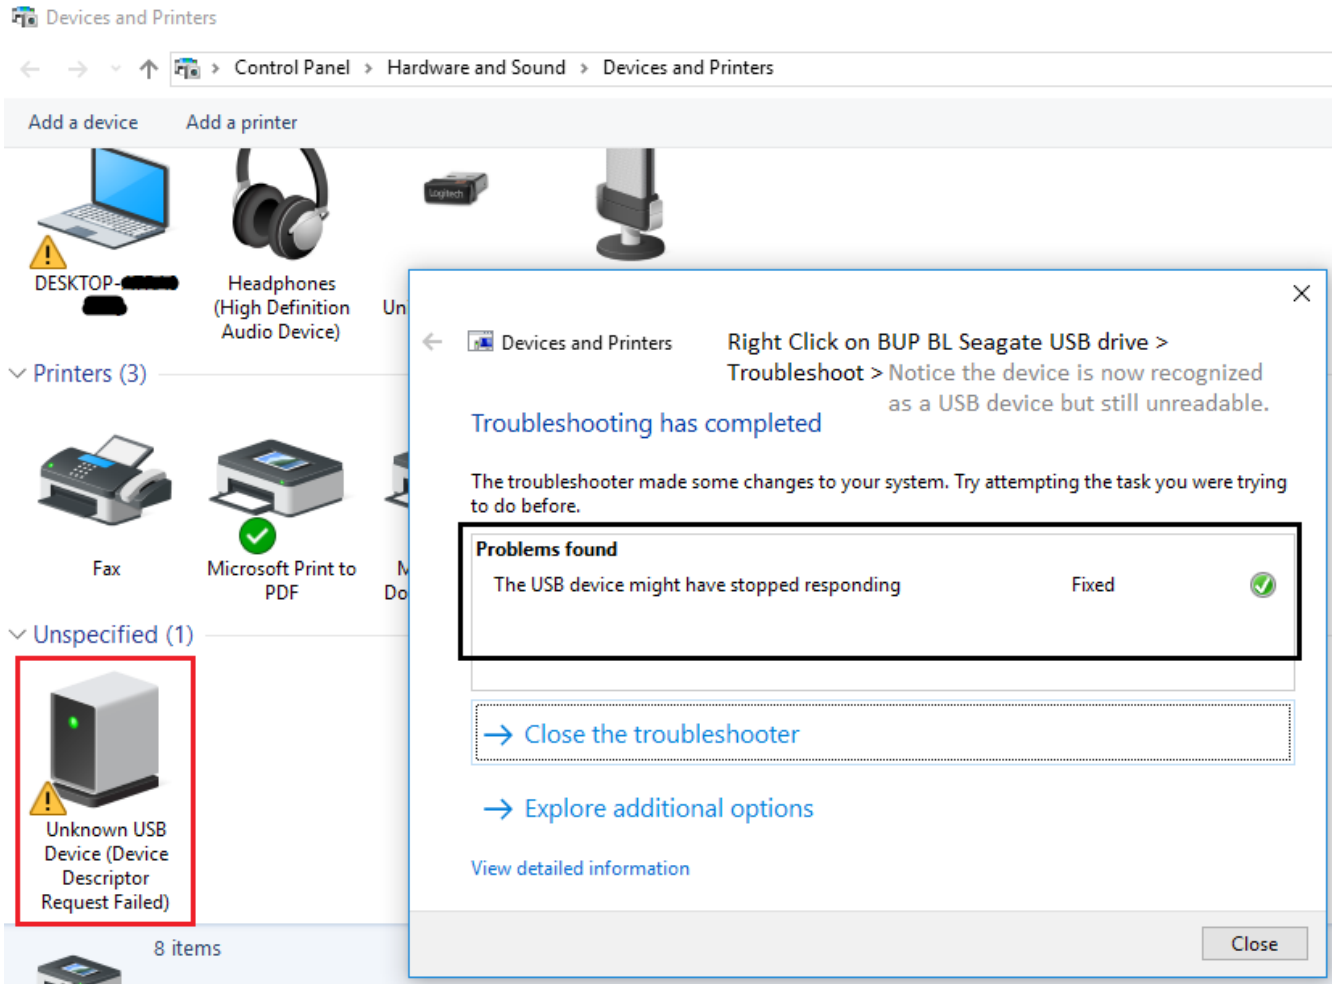 Devices and Printers
Control Panel > Hardware and Sound > Devices and Printers
Add a device Add a printer
Logitech
DESKTOP-
Headphones
(High Definition
Audio Device)
Un
Printers (3)
Fax
Microsoft Print to
PDF
M
Do
Unspecified (1)
Unknown USB
Device (Device
Descriptor
Request Failed)
8 items
Devices and Printers
Right Click on BUP BL Seagate USB drive >
Troubleshoot > Notice the device is now recognized
as a USB device but still unreadable.
Troubleshooting has completed
The troubleshooter made some changes to your system. Try attempting the task you were trying
to do before.
Problems found
The USB device might have stopped responding Fixed
Close the troubleshooter
Explore additional options
View detailed information
Close